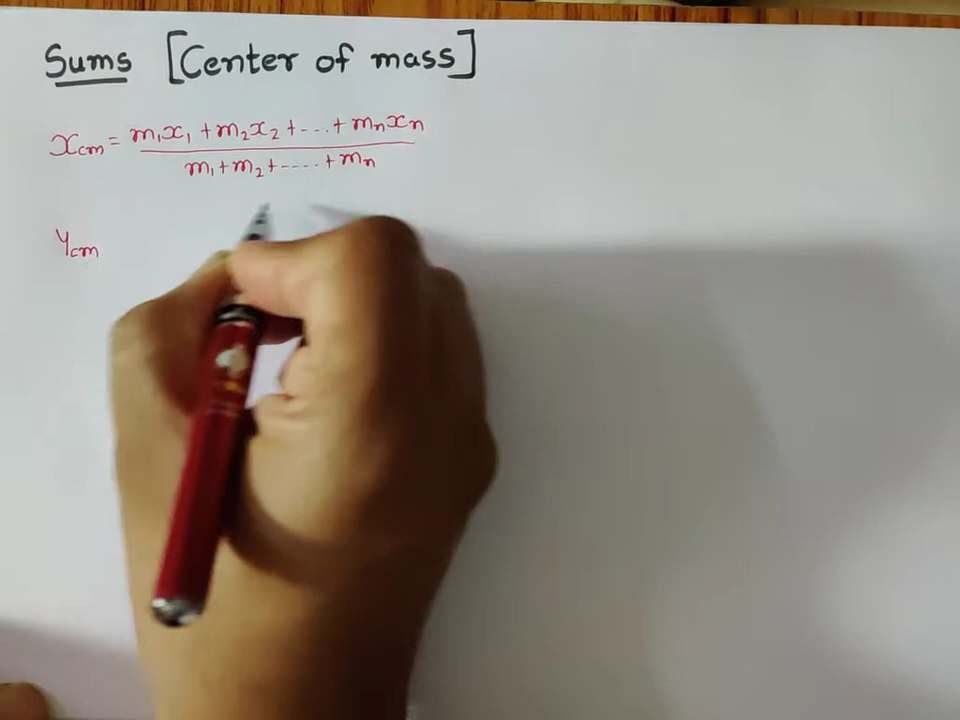 Sums [Center of mass]
xcm = m1x1 + m2x2 + ... + mnxn / m1 + m2 + .... + mn
Ycm